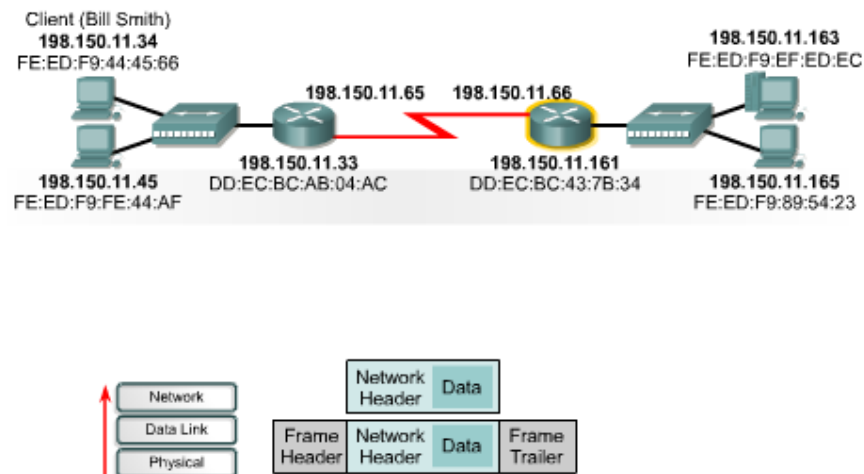 Client (Bill Smith)
198.150.11.34
FE:ED:F9:44:45:66
198.150.11.163
FE:ED:F9:EF:ED:EC
198.150.11.65
198.150.11.66
198.150.11.45
FE:ED:F9:FE:44:AF
198.150.11.33
DD:EC:BC:AB:04:AC
198.150.11.161
DD:EC:BC:43:7B:34
198.150.11.165
FE:ED:F9:89:54:23
Network
Network
Header
Data
Data Link
Frame
Header
Network
Header
Data
Frame
Trailer
Physical